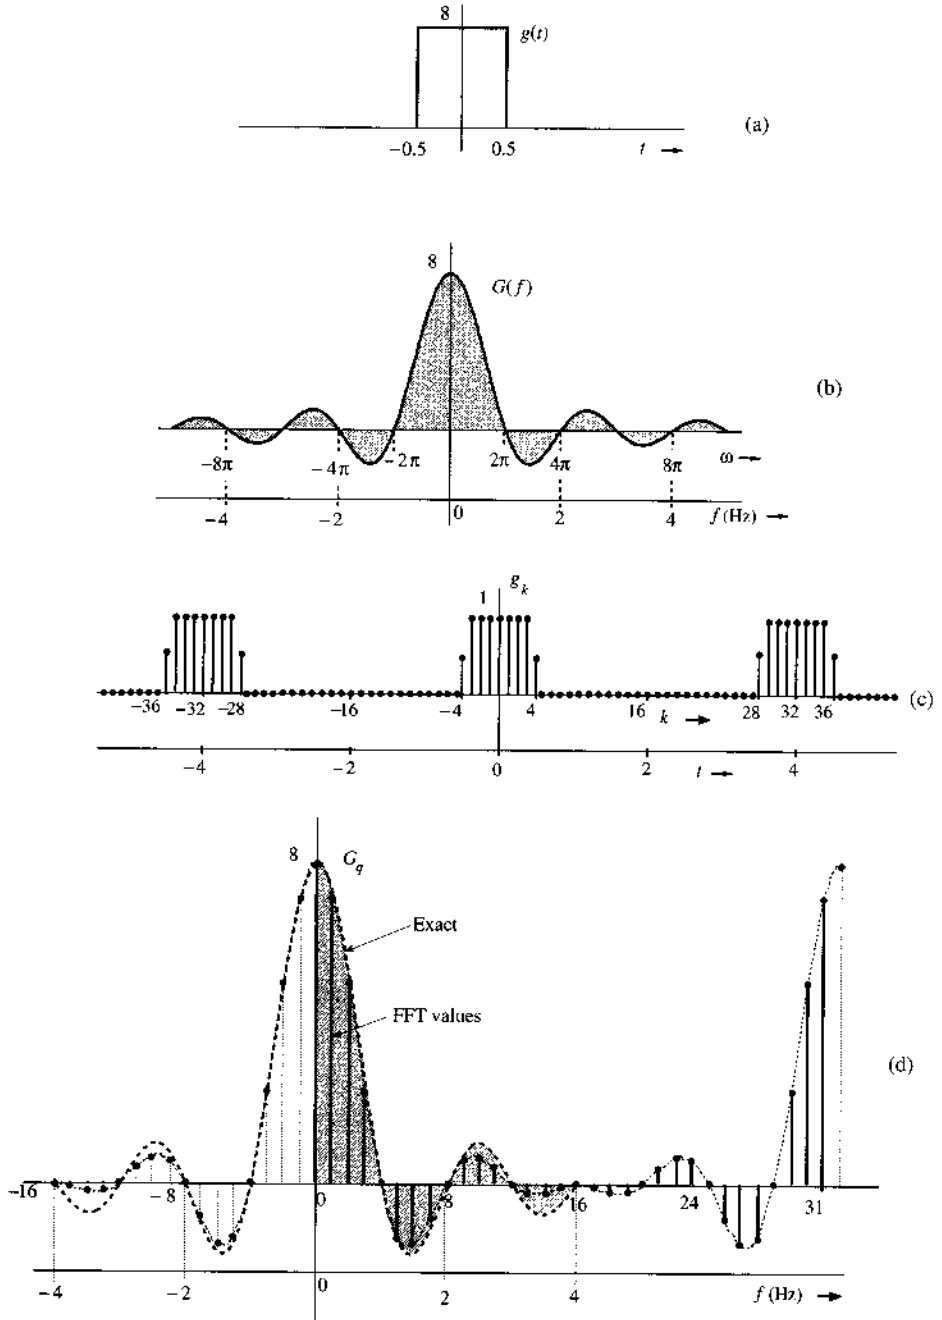 8
g(t)
(a)
−0.5 0.5 t
8
G(f)
(b)
−8π −4π −2π 2π 4π 8π ω
−4 −2 0 2 4 f (Hz)
g_k
1
−36 −32 −28 −16 −4 4 16 k 28 32 36 (c)
−4 −2 0 2 t 4
8 G_q
Exact
FFT values
(d)
−16 −8 0 8 16 24 31
−4 −2 0 2 4 f (Hz)